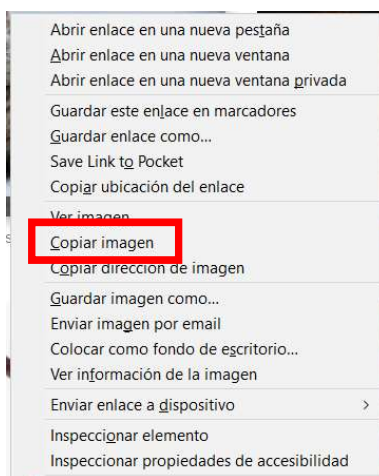 Abrir enlace en una nueva pestaña
Abrir enlace en una nueva ventana
Abrir enlace en una nueva ventana privada
Guardar este enlace en marcadores
Guardar enlace como...
Save Link to Pocket
Copiar ubicación del enlace
Ver imagen
Copiar imagen
Copiar dirección de imagen
Guardar imagen como...
Enviar imagen por email
Colocar como fondo de escritorio...
Ver información de la imagen
Enviar enlace a dispositivo >
Inspeccionar elemento
Inspeccionar propiedades de accesibilidad